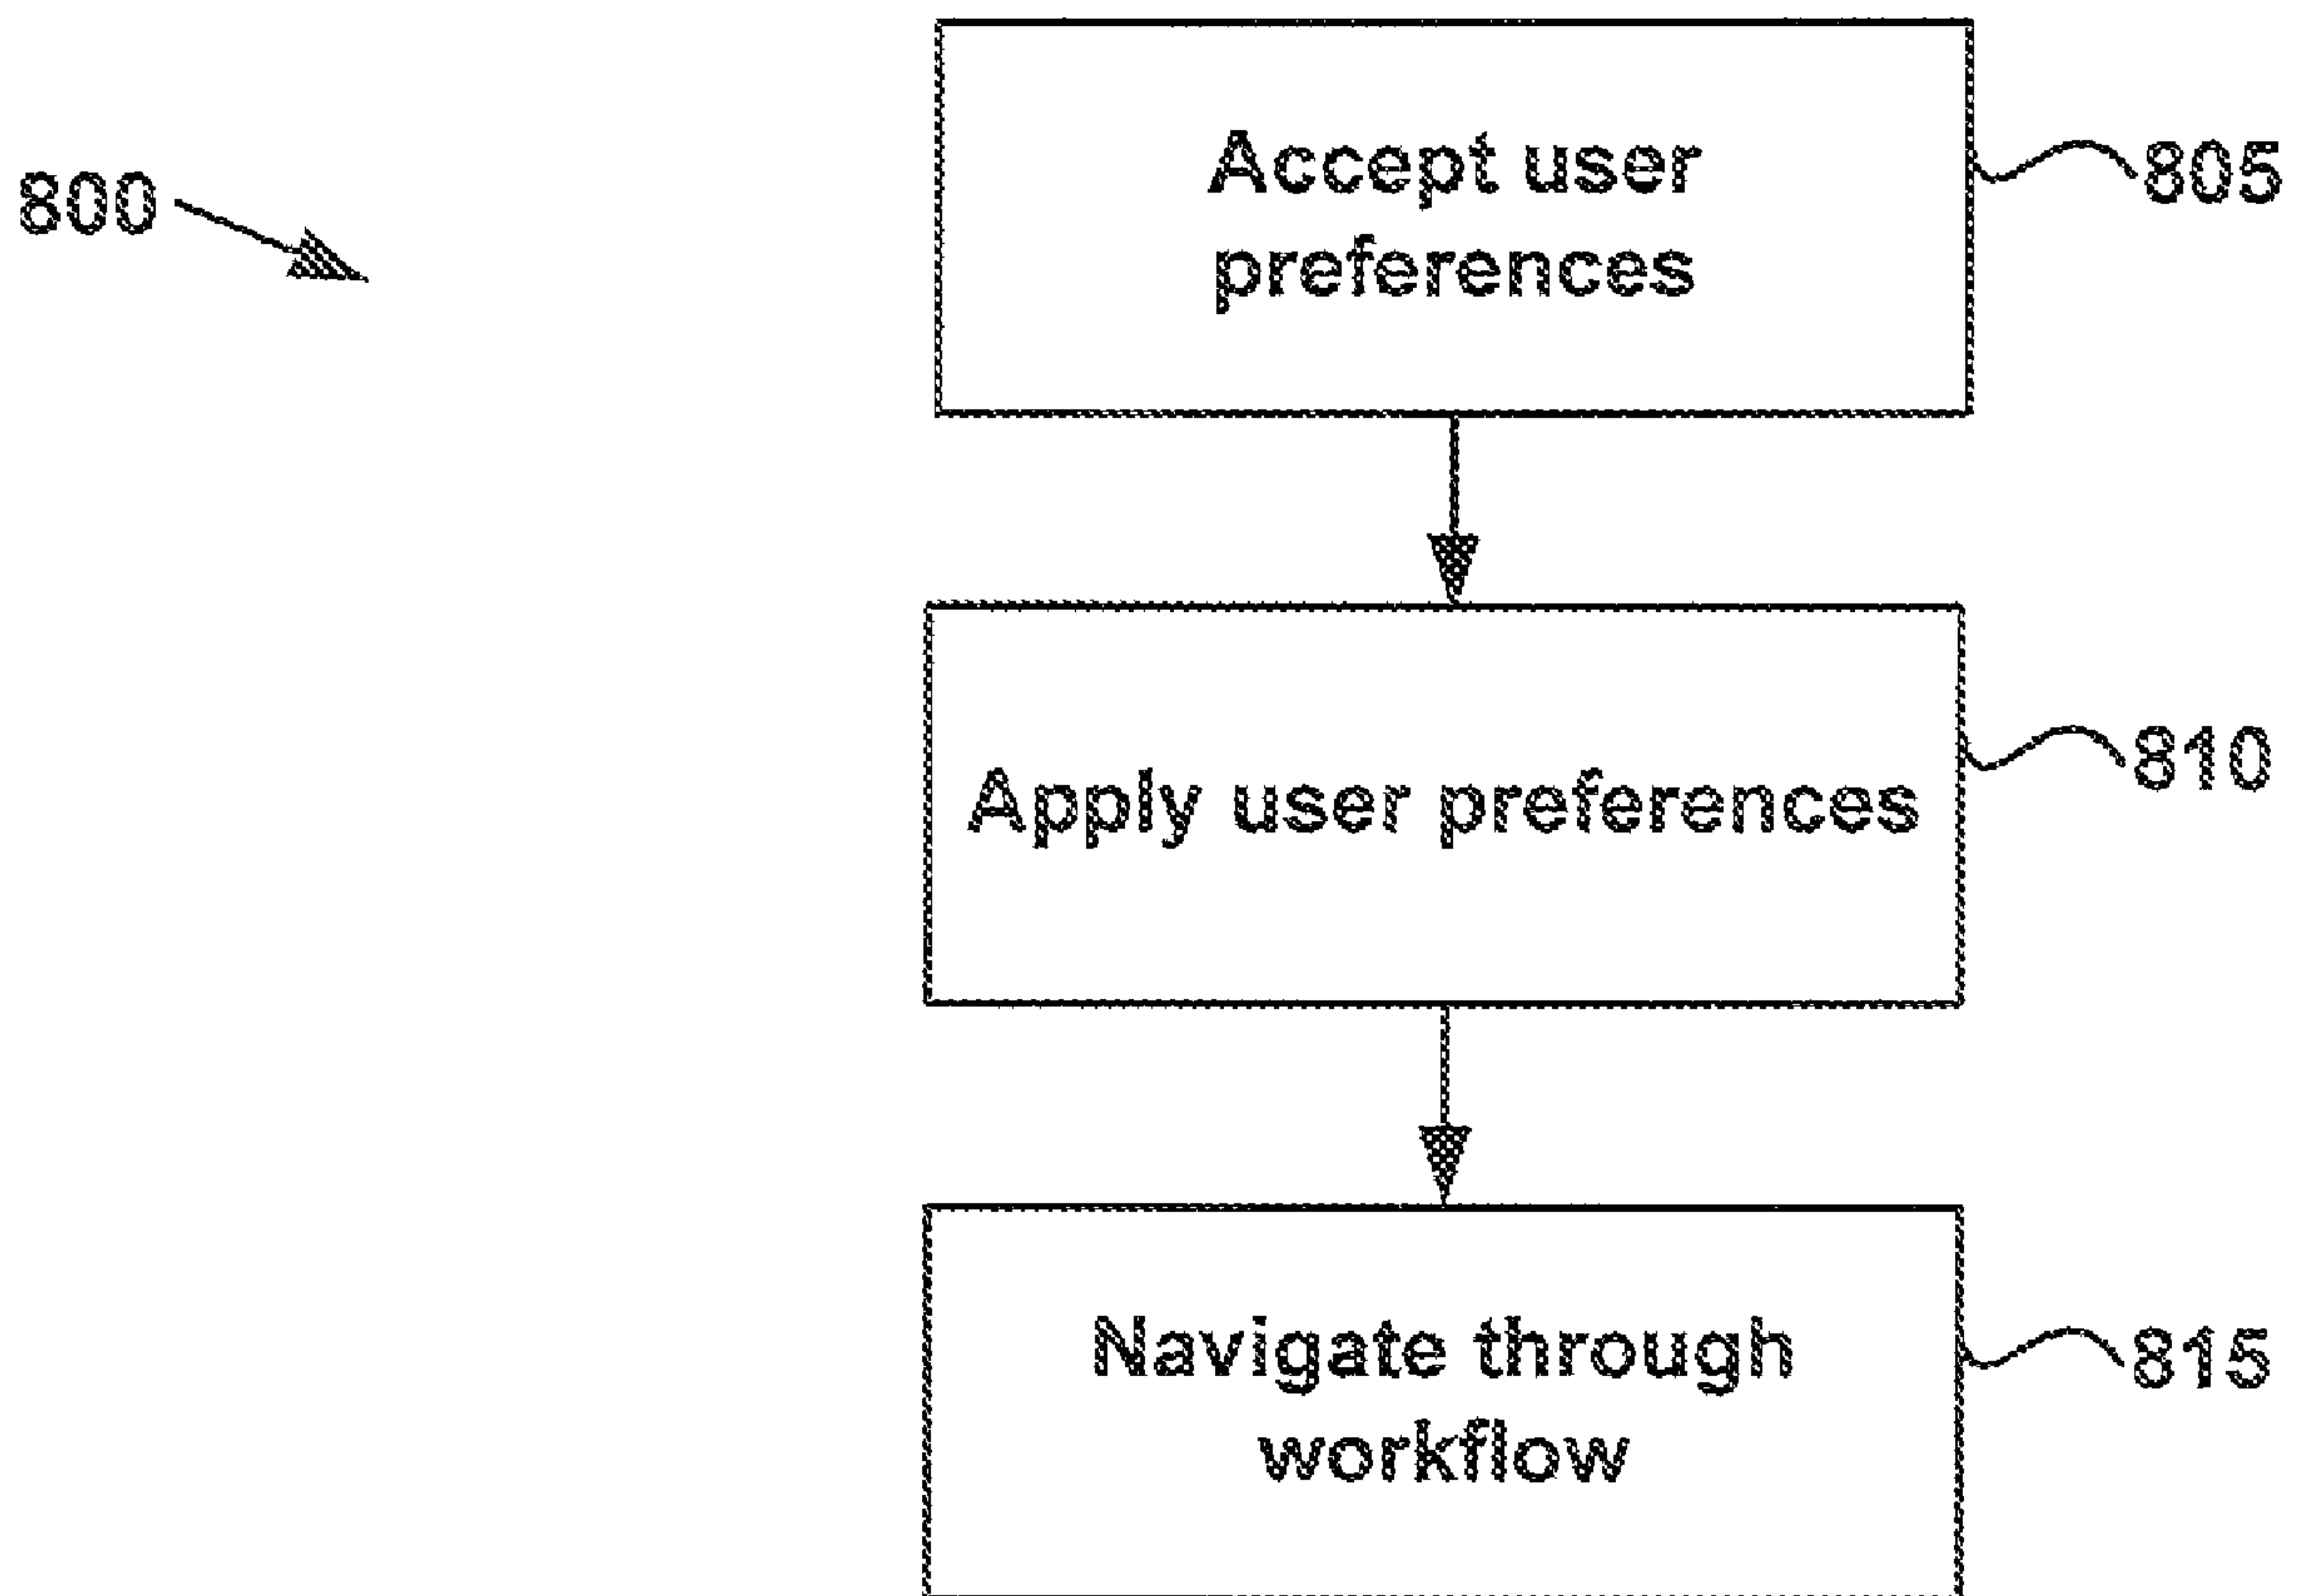 800
Accept user
preferences
805
Apply user preferences
810
Navigate through
workflow
815